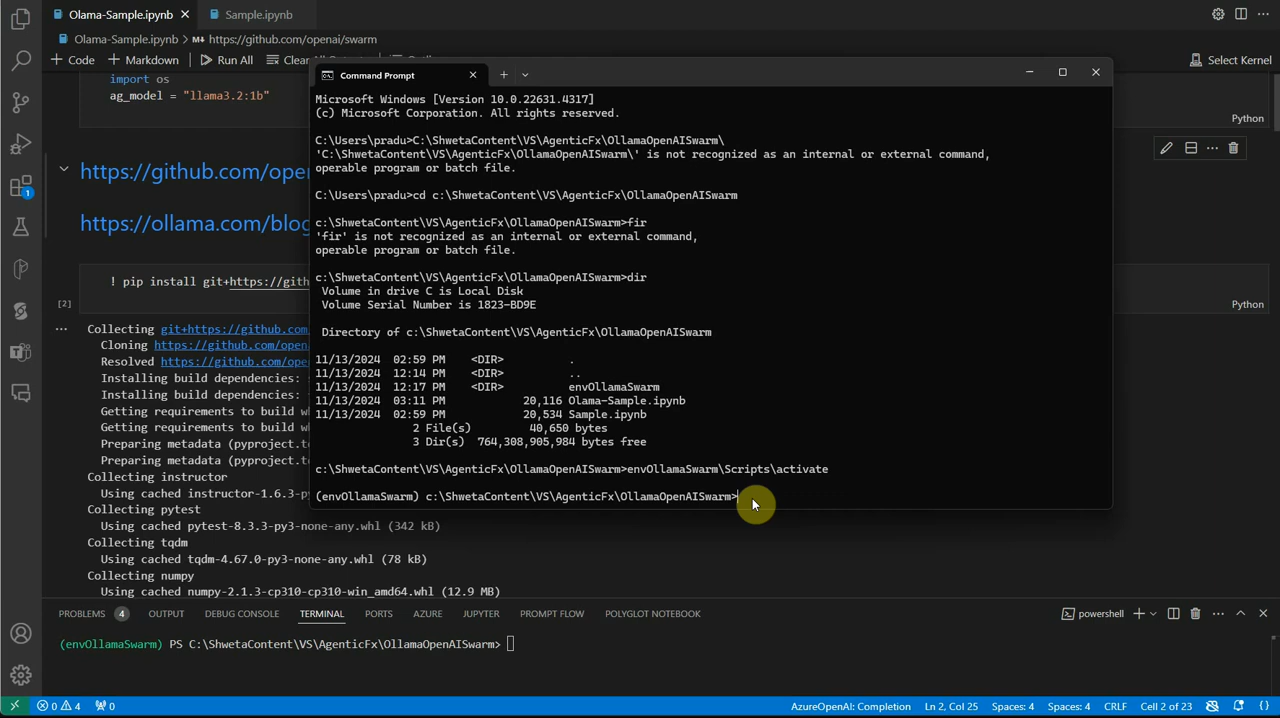 Olama-Sample.ipynb
Sample.ipynb
Olama-Sample.ipynb > M↓ https://github.com/openai/swarm
+ Code + Markdown Run All Clear
Select Kernel
import os
ag_model = "llama3.2:1b"
Python
https://github.com/open
https://ollama.com/blog
! pip install git+https://gith
[2]
Python
Collecting git+https://github.com
Cloning https://github.com/open
Resolved https://github.com/ope
Installing build dependencies:
Installing build dependencies:
Getting requirements to build w
Getting requirements to build w
Preparing metadata (pyproject.t
Preparing metadata (pyproject.t
Collecting instructor
Using cached instructor-1.6.3-p
Collecting pytest
Using cached pytest-8.3.3-py3-none-any.whl (342 kB)
Collecting tqdm
Using cached tqdm-4.67.0-py3-none-any.whl (78 kB)
Collecting numpy
Using cached numpy-2.1.3-cp310-cp310-win_amd64.whl (12.9 MB)
Command Prompt
Microsoft Windows [Version 10.0.22631.4317]
(c) Microsoft Corporation. All rights reserved.
C:\Users\pradu>C:\ShwetaContent\VS\AgenticFx\OllamaOpenAISwarm\
'C:\ShwetaContent\VS\AgenticFx\OllamaOpenAISwarm\' is not recognized as an internal or external command,
operable program or batch file.
C:\Users\pradu>cd c:\ShwetaContent\VS\AgenticFx\OllamaOpenAISwarm
c:\ShwetaContent\VS\AgenticFx\OllamaOpenAISwarm>fir
'fir' is not recognized as an internal or external command,
operable program or batch file.
c:\ShwetaContent\VS\AgenticFx\OllamaOpenAISwarm>dir
Volume in drive C is Local Disk
Volume Serial Number is 1823-BD9E
Directory of c:\ShwetaContent\VS\AgenticFx\OllamaOpenAISwarm
11/13/2024 02:59 PM <DIR> .
11/13/2024 12:14 PM <DIR> ..
11/13/2024 12:17 PM <DIR> envOllamaSwarm
11/13/2024 03:11 PM 20,116 Olama-Sample.ipynb
11/13/2024 02:59 PM 20,534 Sample.ipynb
2 File(s) 40,650 bytes
3 Dir(s) 764,308,905,984 bytes free
c:\ShwetaContent\VS\AgenticFx\OllamaOpenAISwarm>envOllamaSwarm\Scripts\activate
(envOllamaSwarm) c:\ShwetaContent\VS\AgenticFx\OllamaOpenAISwarm>
1
PROBLEMS 4 OUTPUT DEBUG CONSOLE TERMINAL PORTS AZURE JUPYTER PROMPT FLOW POLYGLOT NOTEBOOK
powershell
(envOllamaSwarm) PS C:\ShwetaContent\VS\AgenticFx\OllamaOpenAISwarm>
0 4 0
AzureOpenAI: Completion Ln 2, Col 25 Spaces: 4 Spaces: 4 CRLF Cell 2 of 23